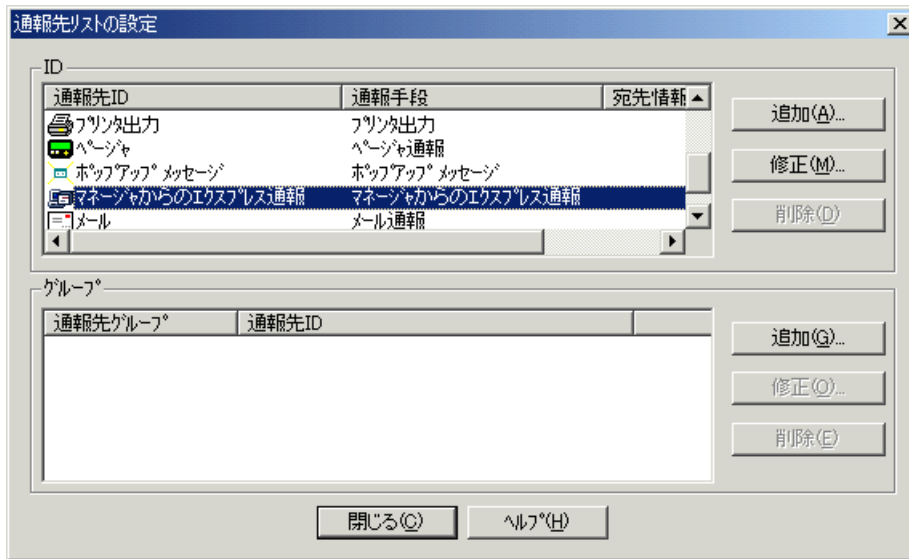 通報先リストの設定
ID
通報先ID 通報手段 宛先情報
プリンタ出力 プリンタ出力
ページャ ページャ通報
ポップアップ メッセージ ポップアップ メッセージ
マネージャからのエクスプレス通報 マネージャからのエクスプレス通報
メール メール通報
追加(A)...
修正(M)...
削除(D)
グループ
通報先グループ 通報先ID
追加(G)...
修正(O)...
削除(E)
閉じる(C) ヘルプ(H)